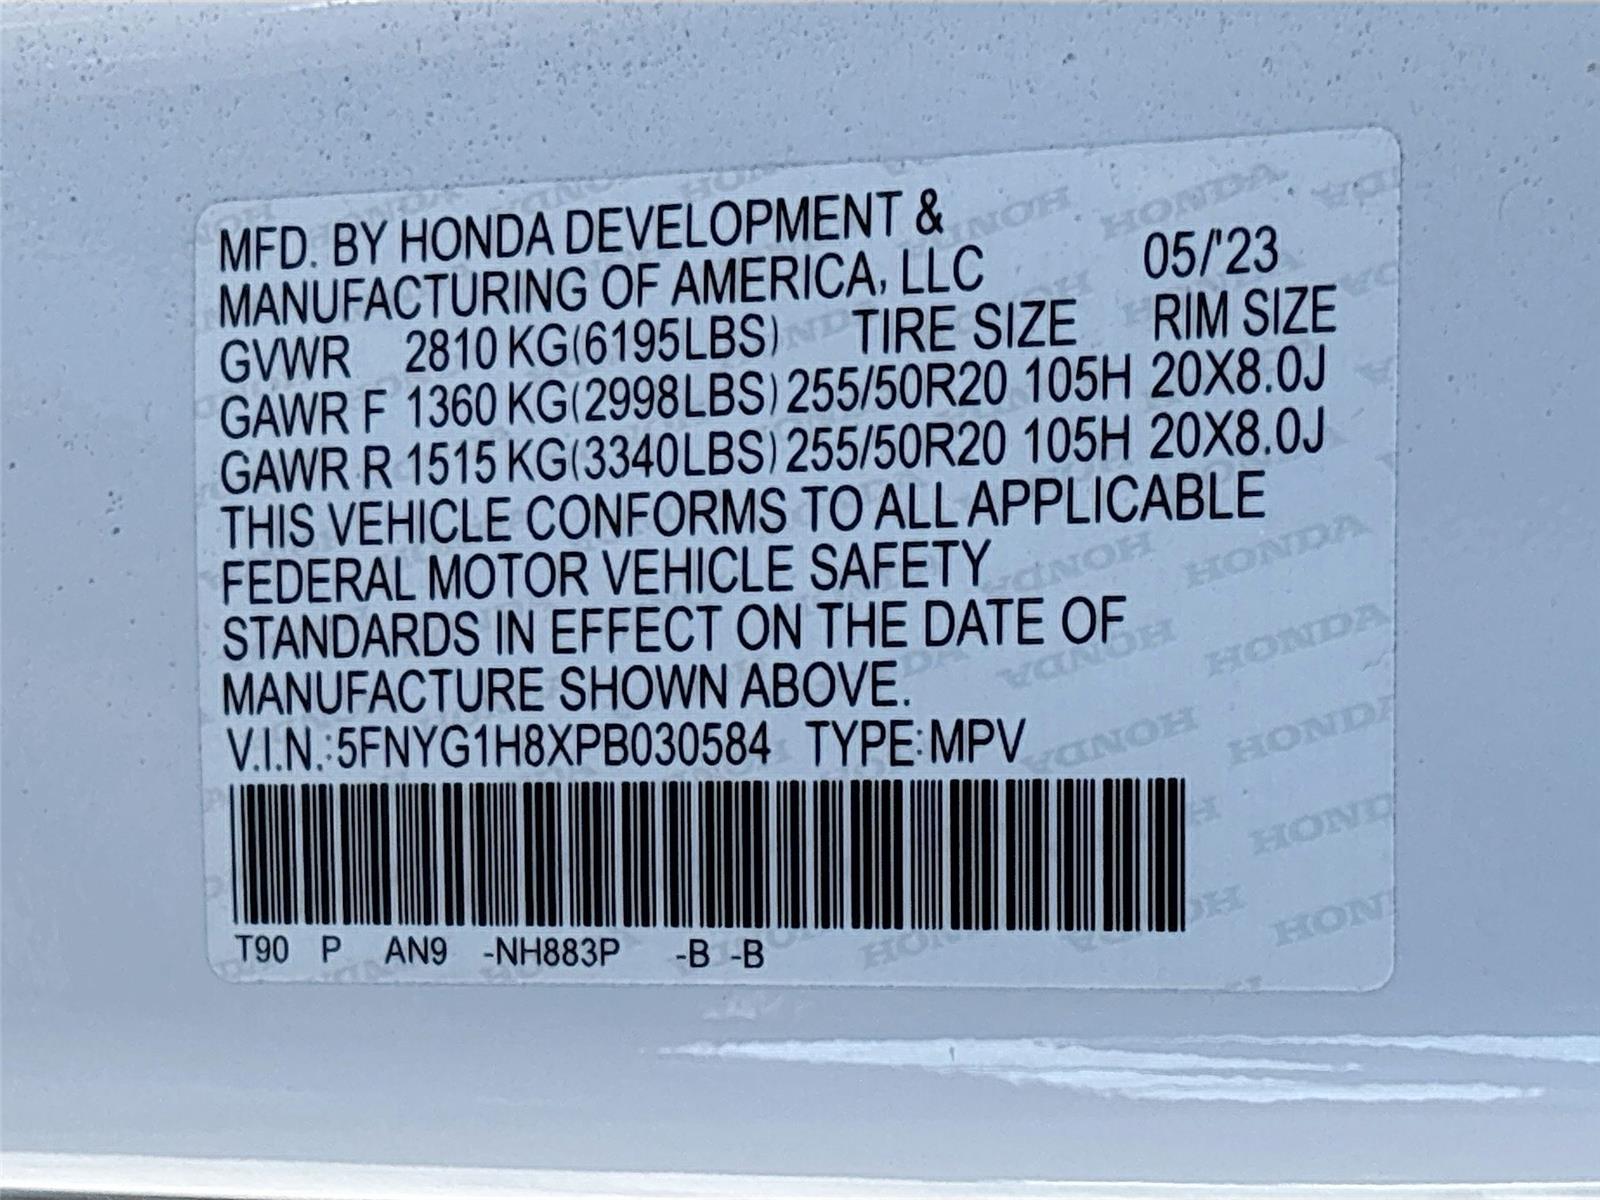 MFD. BY HONDA DEVELOPMENT &
MANUFACTURING OF AMERICA, LLC 05/'23
GVWR 2810 KG(6195LBS) TIRE SIZE RIM SIZE
GAWR F 1360 KG(2998LBS) 255/50R20 105H 20X8.0J
GAWR R 1515 KG(3340LBS) 255/50R20 105H 20X8.0J
THIS VEHICLE CONFORMS TO ALL APPLICABLE
FEDERAL MOTOR VEHICLE SAFETY
STANDARDS IN EFFECT ON THE DATE OF
MANUFACTURE SHOWN ABOVE.
V.I.N.:5FNYG1H8XPB030584 TYPE:MPV
T90 P AN9 -NH883P -B -B